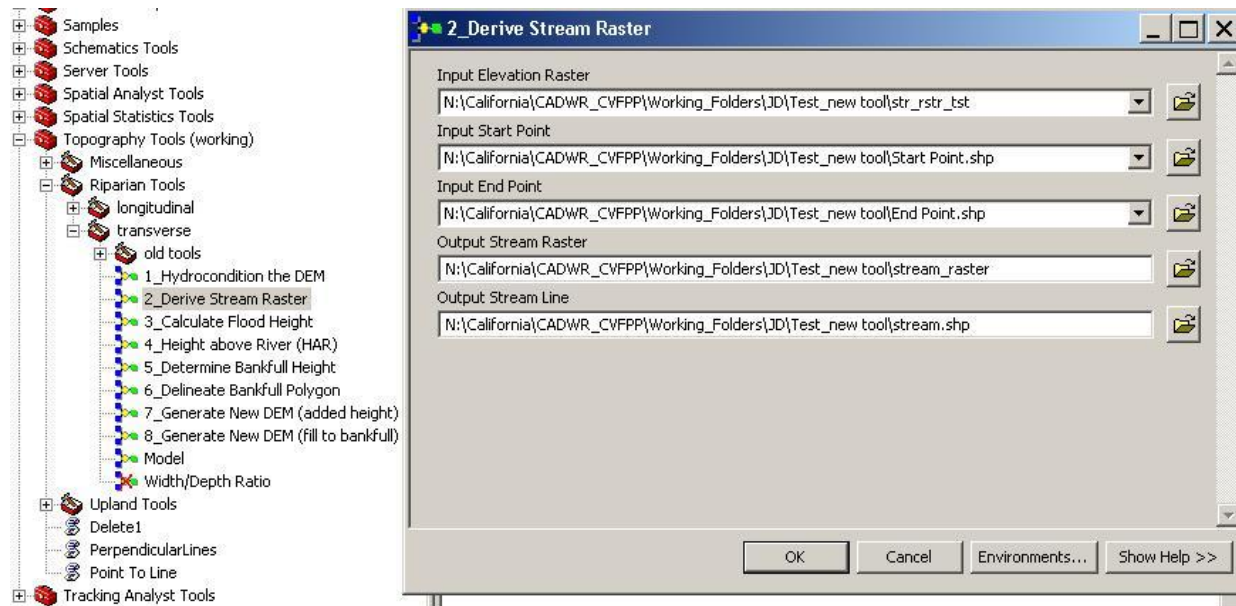 Samples
Schematics Tools
Server Tools
Spatial Analyst Tools
Spatial Statistics Tools
Topography Tools (working)
Miscellaneous
Riparian Tools
longitudinal
transverse
old tools
1_Hydrocondition the DEM
2_Derive Stream Raster
3_Calculate Flood Height
4_Height above River (HAR)
5_Determine Bankfull Height
6_Delineate Bankfull Polygon
7_Generate New DEM (added height)
8_Generate New DEM (fill to bankfull)
Model
Width/Depth Ratio
Upland Tools
Delete1
PerpendicularLines
Point To Line
Tracking Analyst Tools
2_Derive Stream Raster
Input Elevation Raster
N:\California\CADWR_CVFPP\Working_Folders\JD\Test_new tool\str_rstr_tst
Input Start Point
N:\California\CADWR_CVFPP\Working_Folders\JD\Test_new tool\Start Point.shp
Input End Point
N:\California\CADWR_CVFPP\Working_Folders\JD\Test_new tool\End Point.shp
Output Stream Raster
N:\California\CADWR_CVFPP\Working_Folders\JD\Test_new tool\stream_raster
Output Stream Line
N:\California\CADWR_CVFPP\Working_Folders\JD\Test_new tool\stream.shp
OK
Cancel
Environments...
Show Help >>